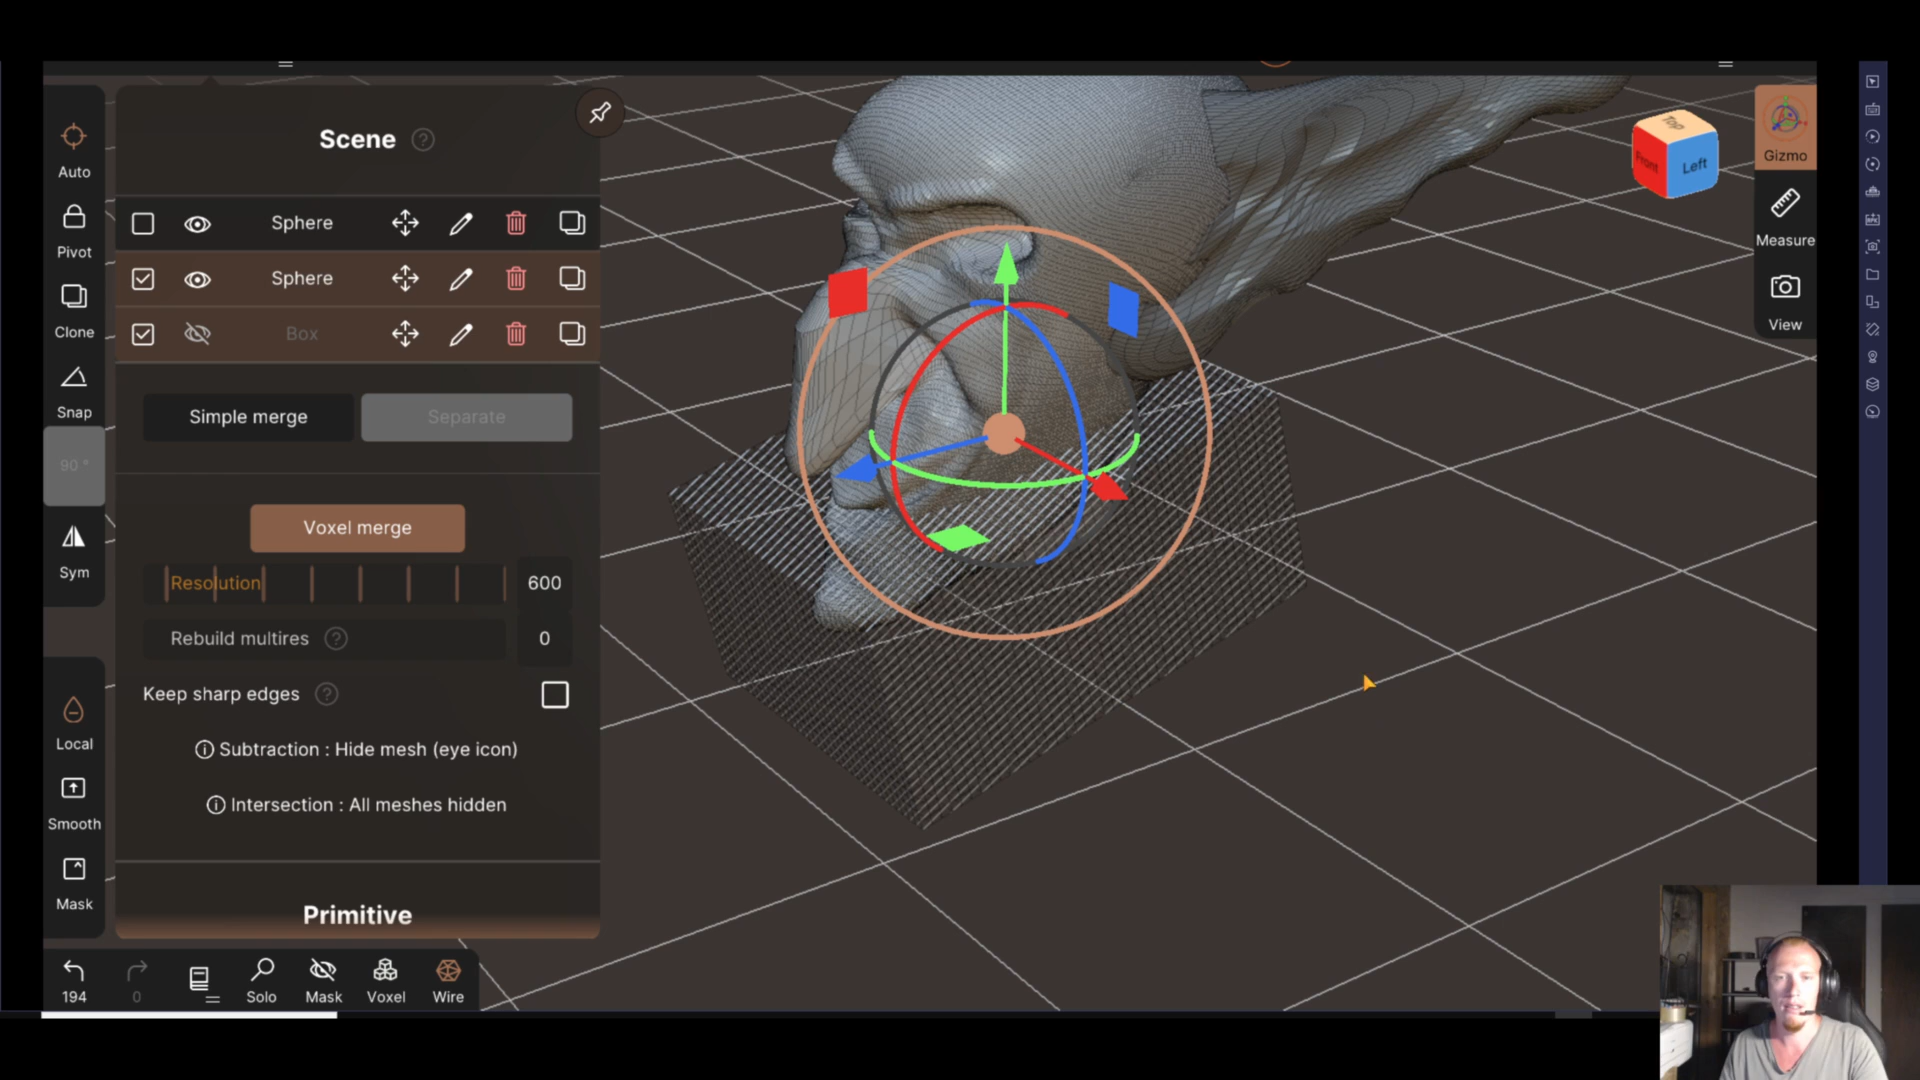 Scene
Auto
Pivot
Clone
Snap
90 °
Sym
Local
Smooth
Mask
Sphere
Sphere
Box
Simple merge
Separate
Voxel merge
Resolution
600
Rebuild multires
0
Keep sharp edges
Subtraction : Hide mesh (eye icon)
Intersection : All meshes hidden
Primitive
194
0
Solo
Mask
Voxel
Wire
Top
Front
Left
Gizmo
Measure
View